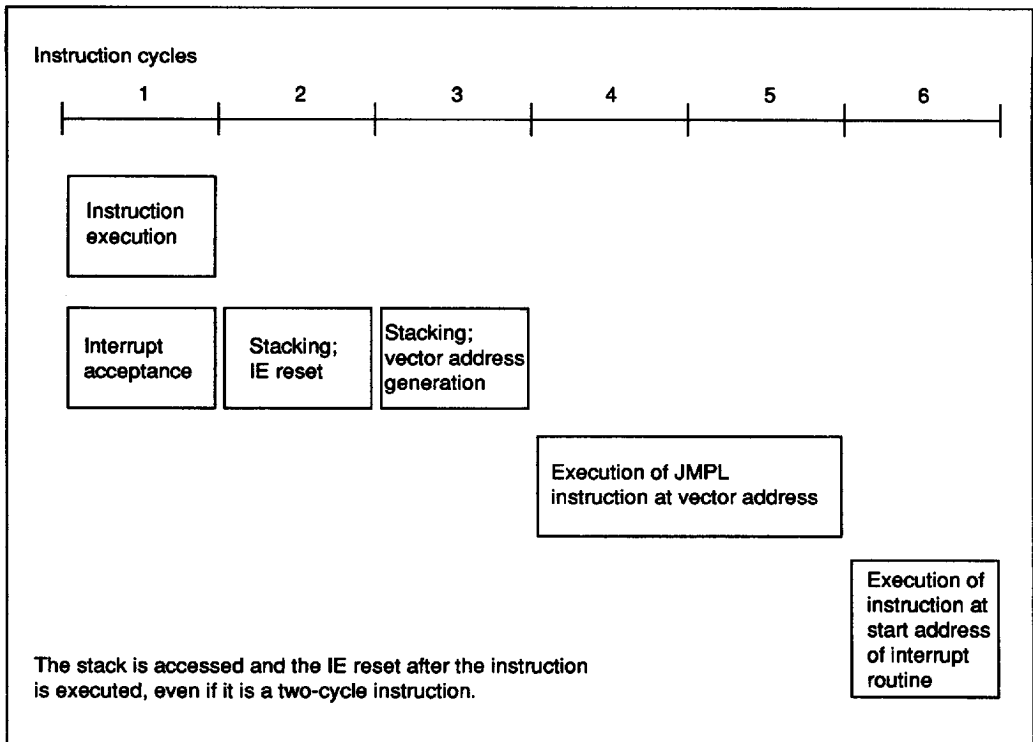 Instruction cycles
1 2 3 4 5 6
Instruction
execution
Interrupt
acceptance
Stacking;
IE reset
Stacking;
vector address
generation
Execution of JMPL
instruction at vector address
Execution of
instruction at
start address
of interrupt
routine
The stack is accessed and the IE reset after the instruction
is executed, even if it is a two-cycle instruction.